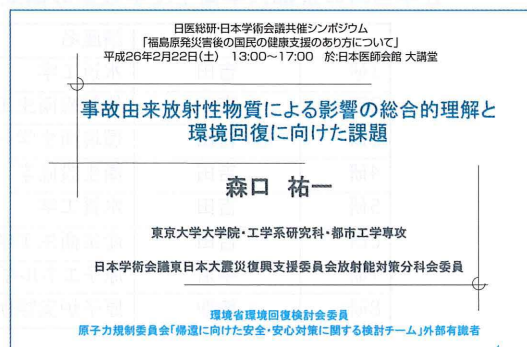 日医総研・日本学術会議共催シンポジウム
「福島原発災害後の国民の健康支援のあり方について」
平成26年2月22日(土) 13:00~17:00 於:日本医師会館 大講堂
事故由来放射性物質による影響の総合的理解と
環境回復に向けた課題
森口 祐一
東京大学大学院・工学系研究科・都市工学専攻
日本学術会議東日本大震災復興支援委員会放射能対策分科会委員
環境省環境回復検討会委員
原子力規制委員会「帰還に向けた安全・安心対策に関する検討チーム」外部有識者